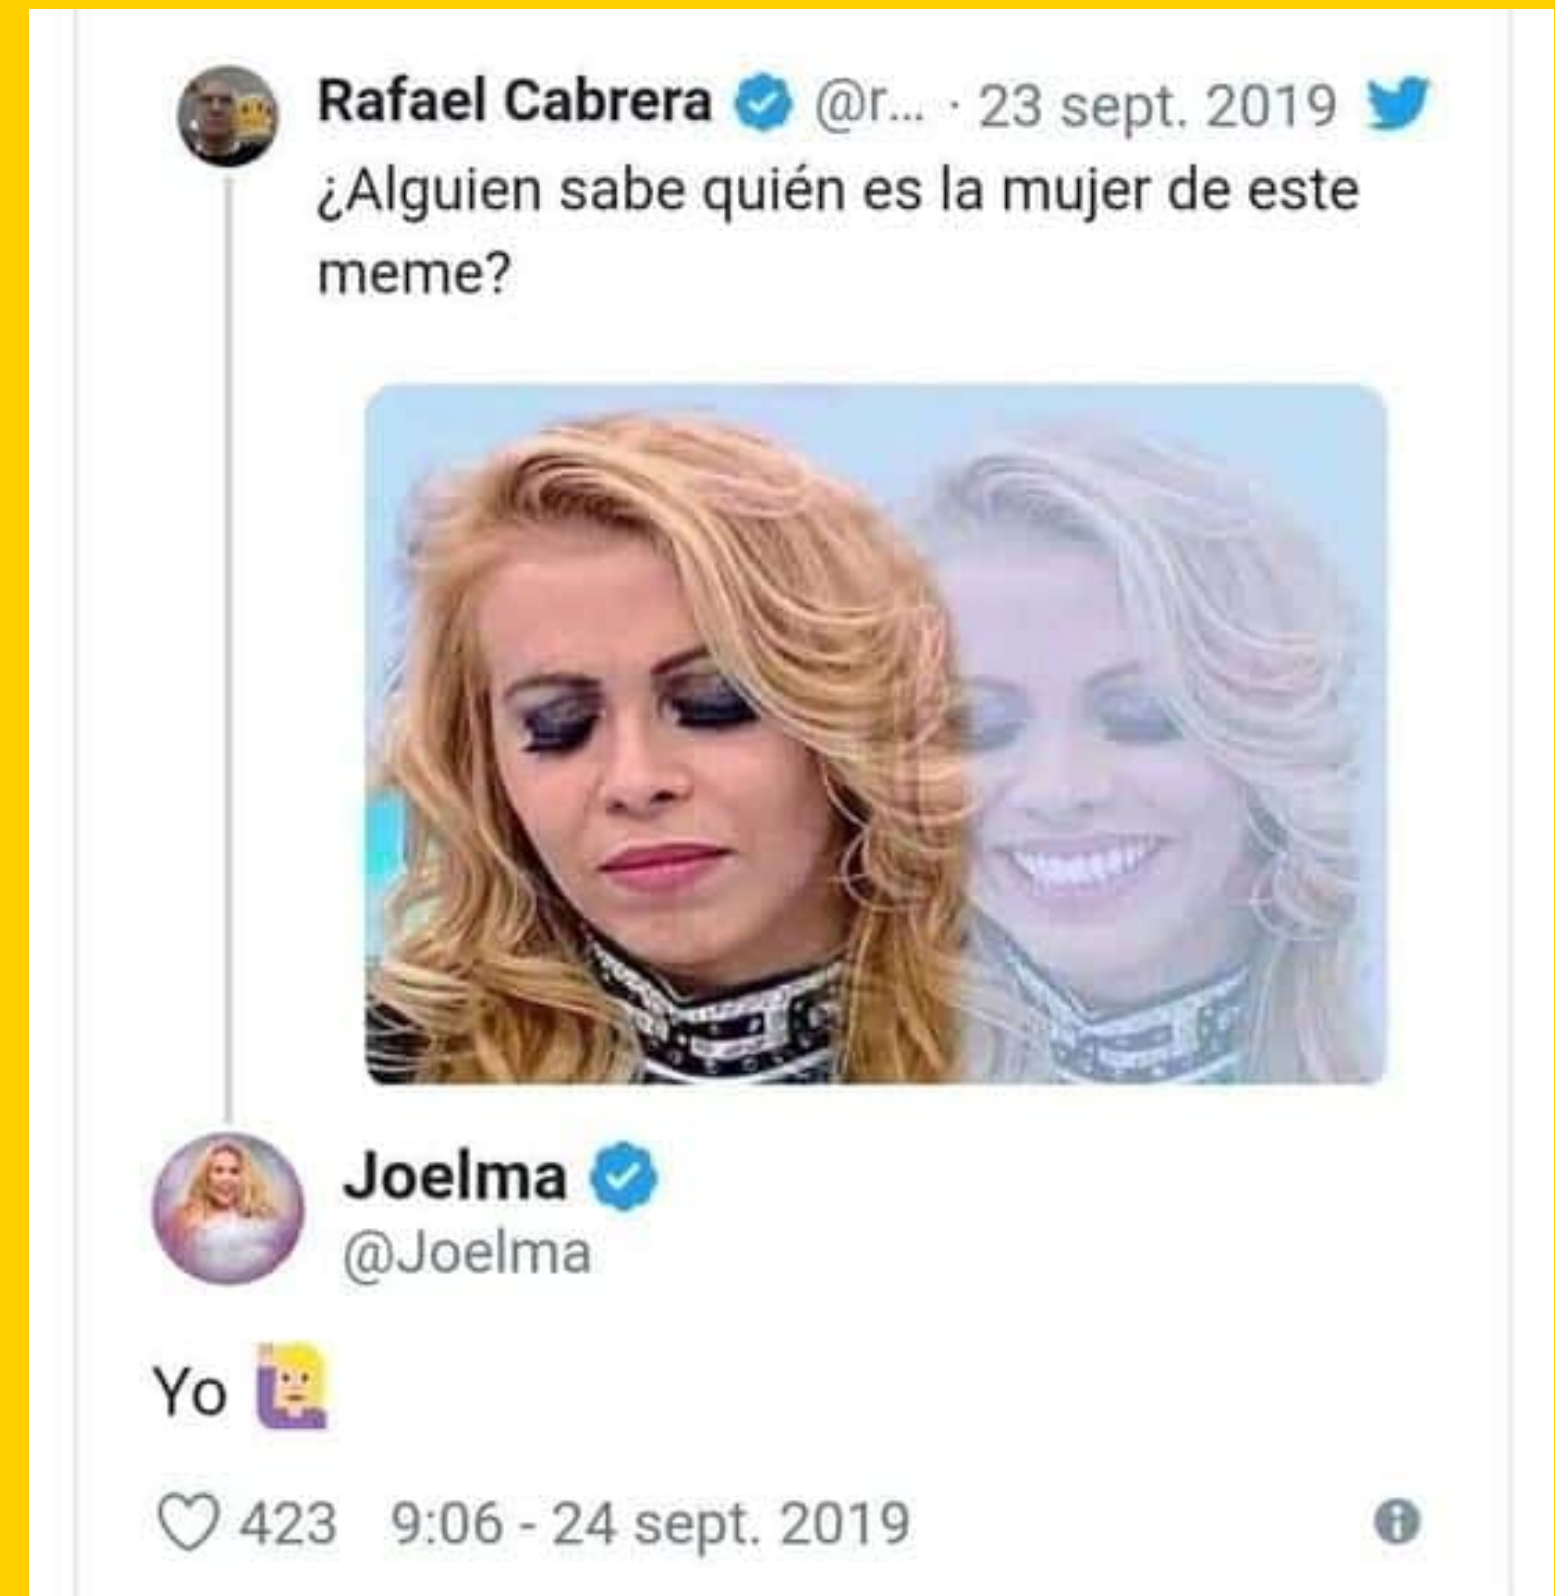 Rafael Cabrera @r... · 23 sept. 2019
¿Alguien sabe quién es la mujer de este
meme?
Joelma
@Joelma
Yo
423 9:06 - 24 sept. 2019